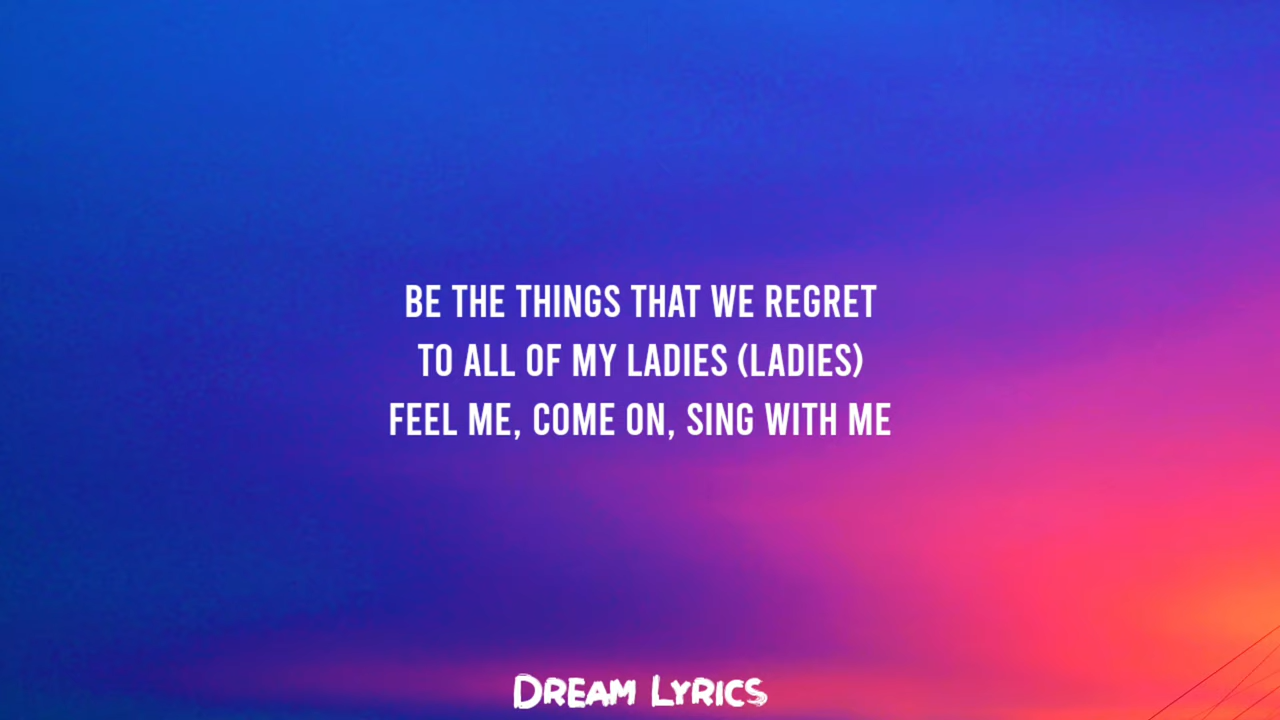 BE THE THINGS THAT WE REGRET
TO ALL OF MY LADIES (LADIES)
FEEL ME, COME ON, SING WITH ME
DREAM LYRICS